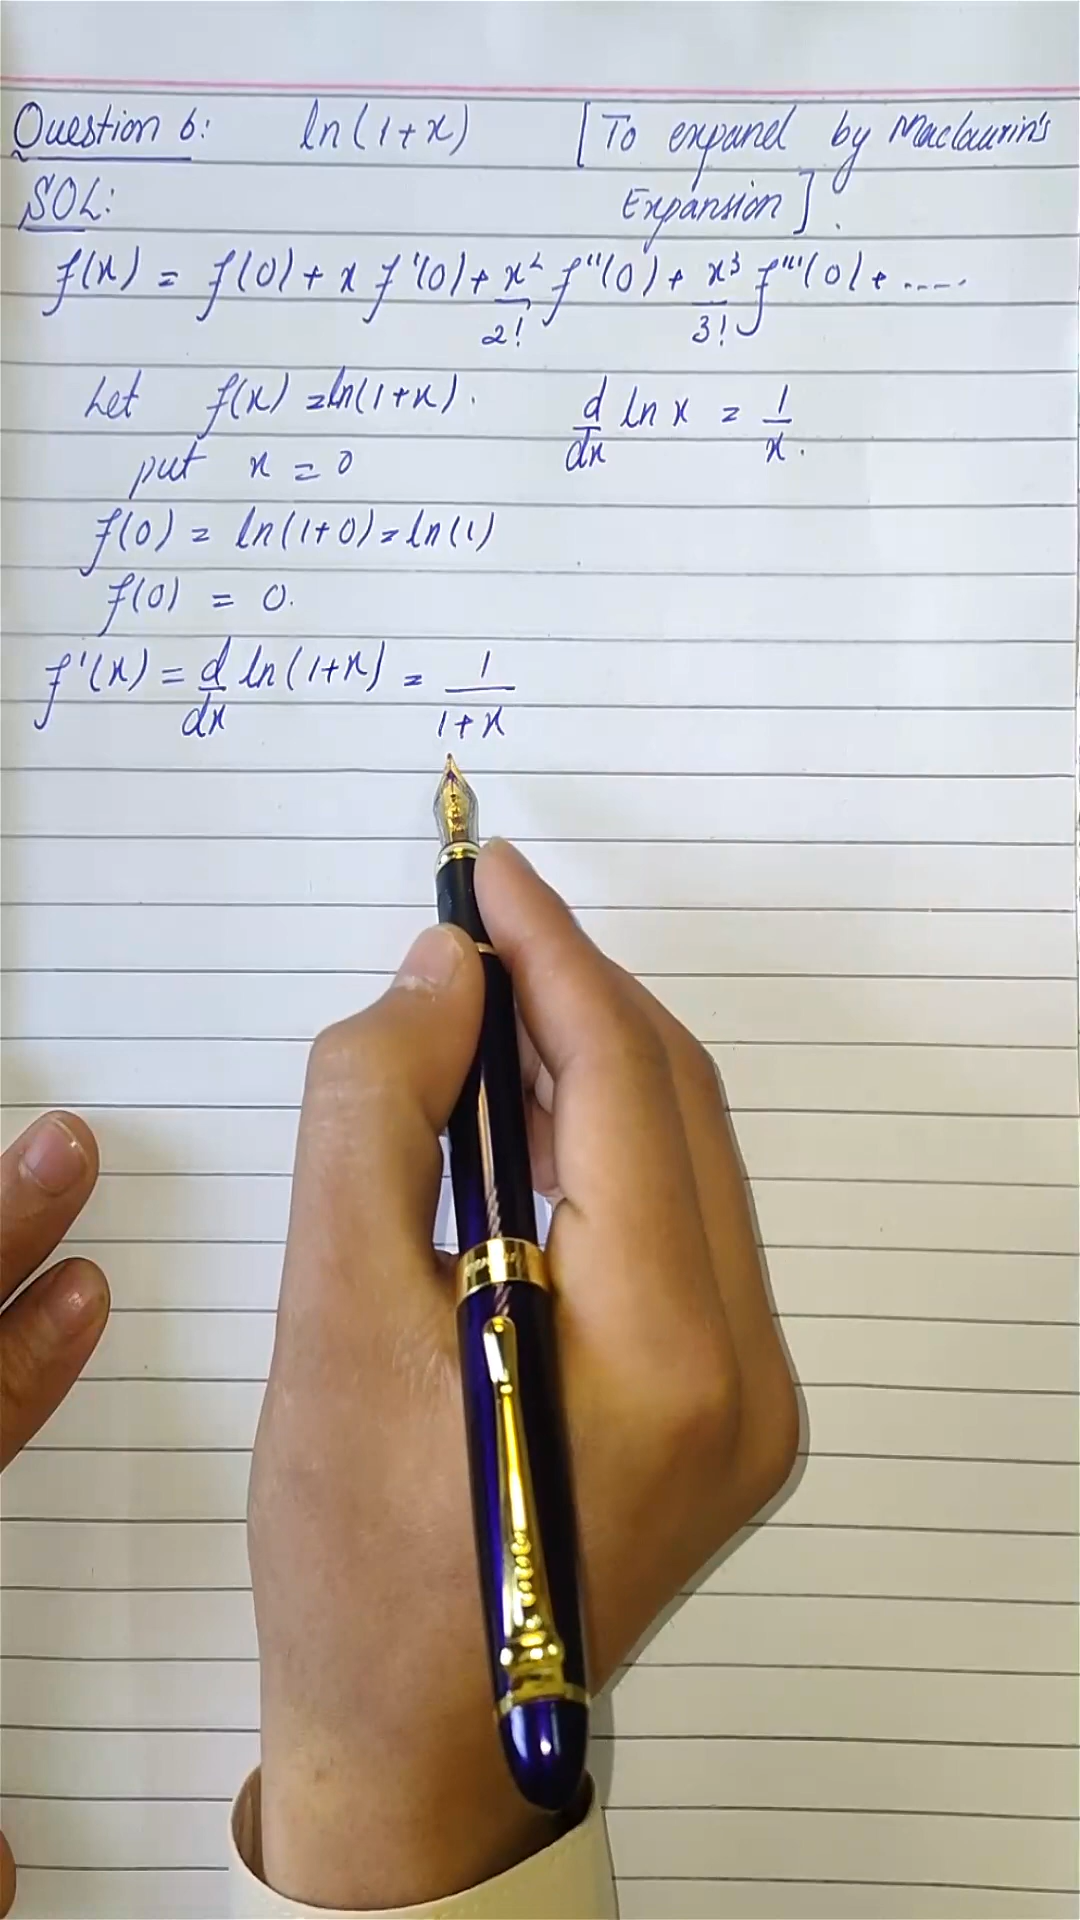 Question 6: ln(1+x) [To expand by Maclaurin's
Expansion].
SOL:
f(x) = f(0) + x f'(0) + x²/2! f''(0) + x³/3! f'''(0) + .....
Let f(x) = ln(1+x). d/dx ln x = 1/x.
put x = 0
f(0) = ln(1+0) = ln(1)
f(0) = 0.
f'(x) = d/dx ln(1+x) = 1/1+x